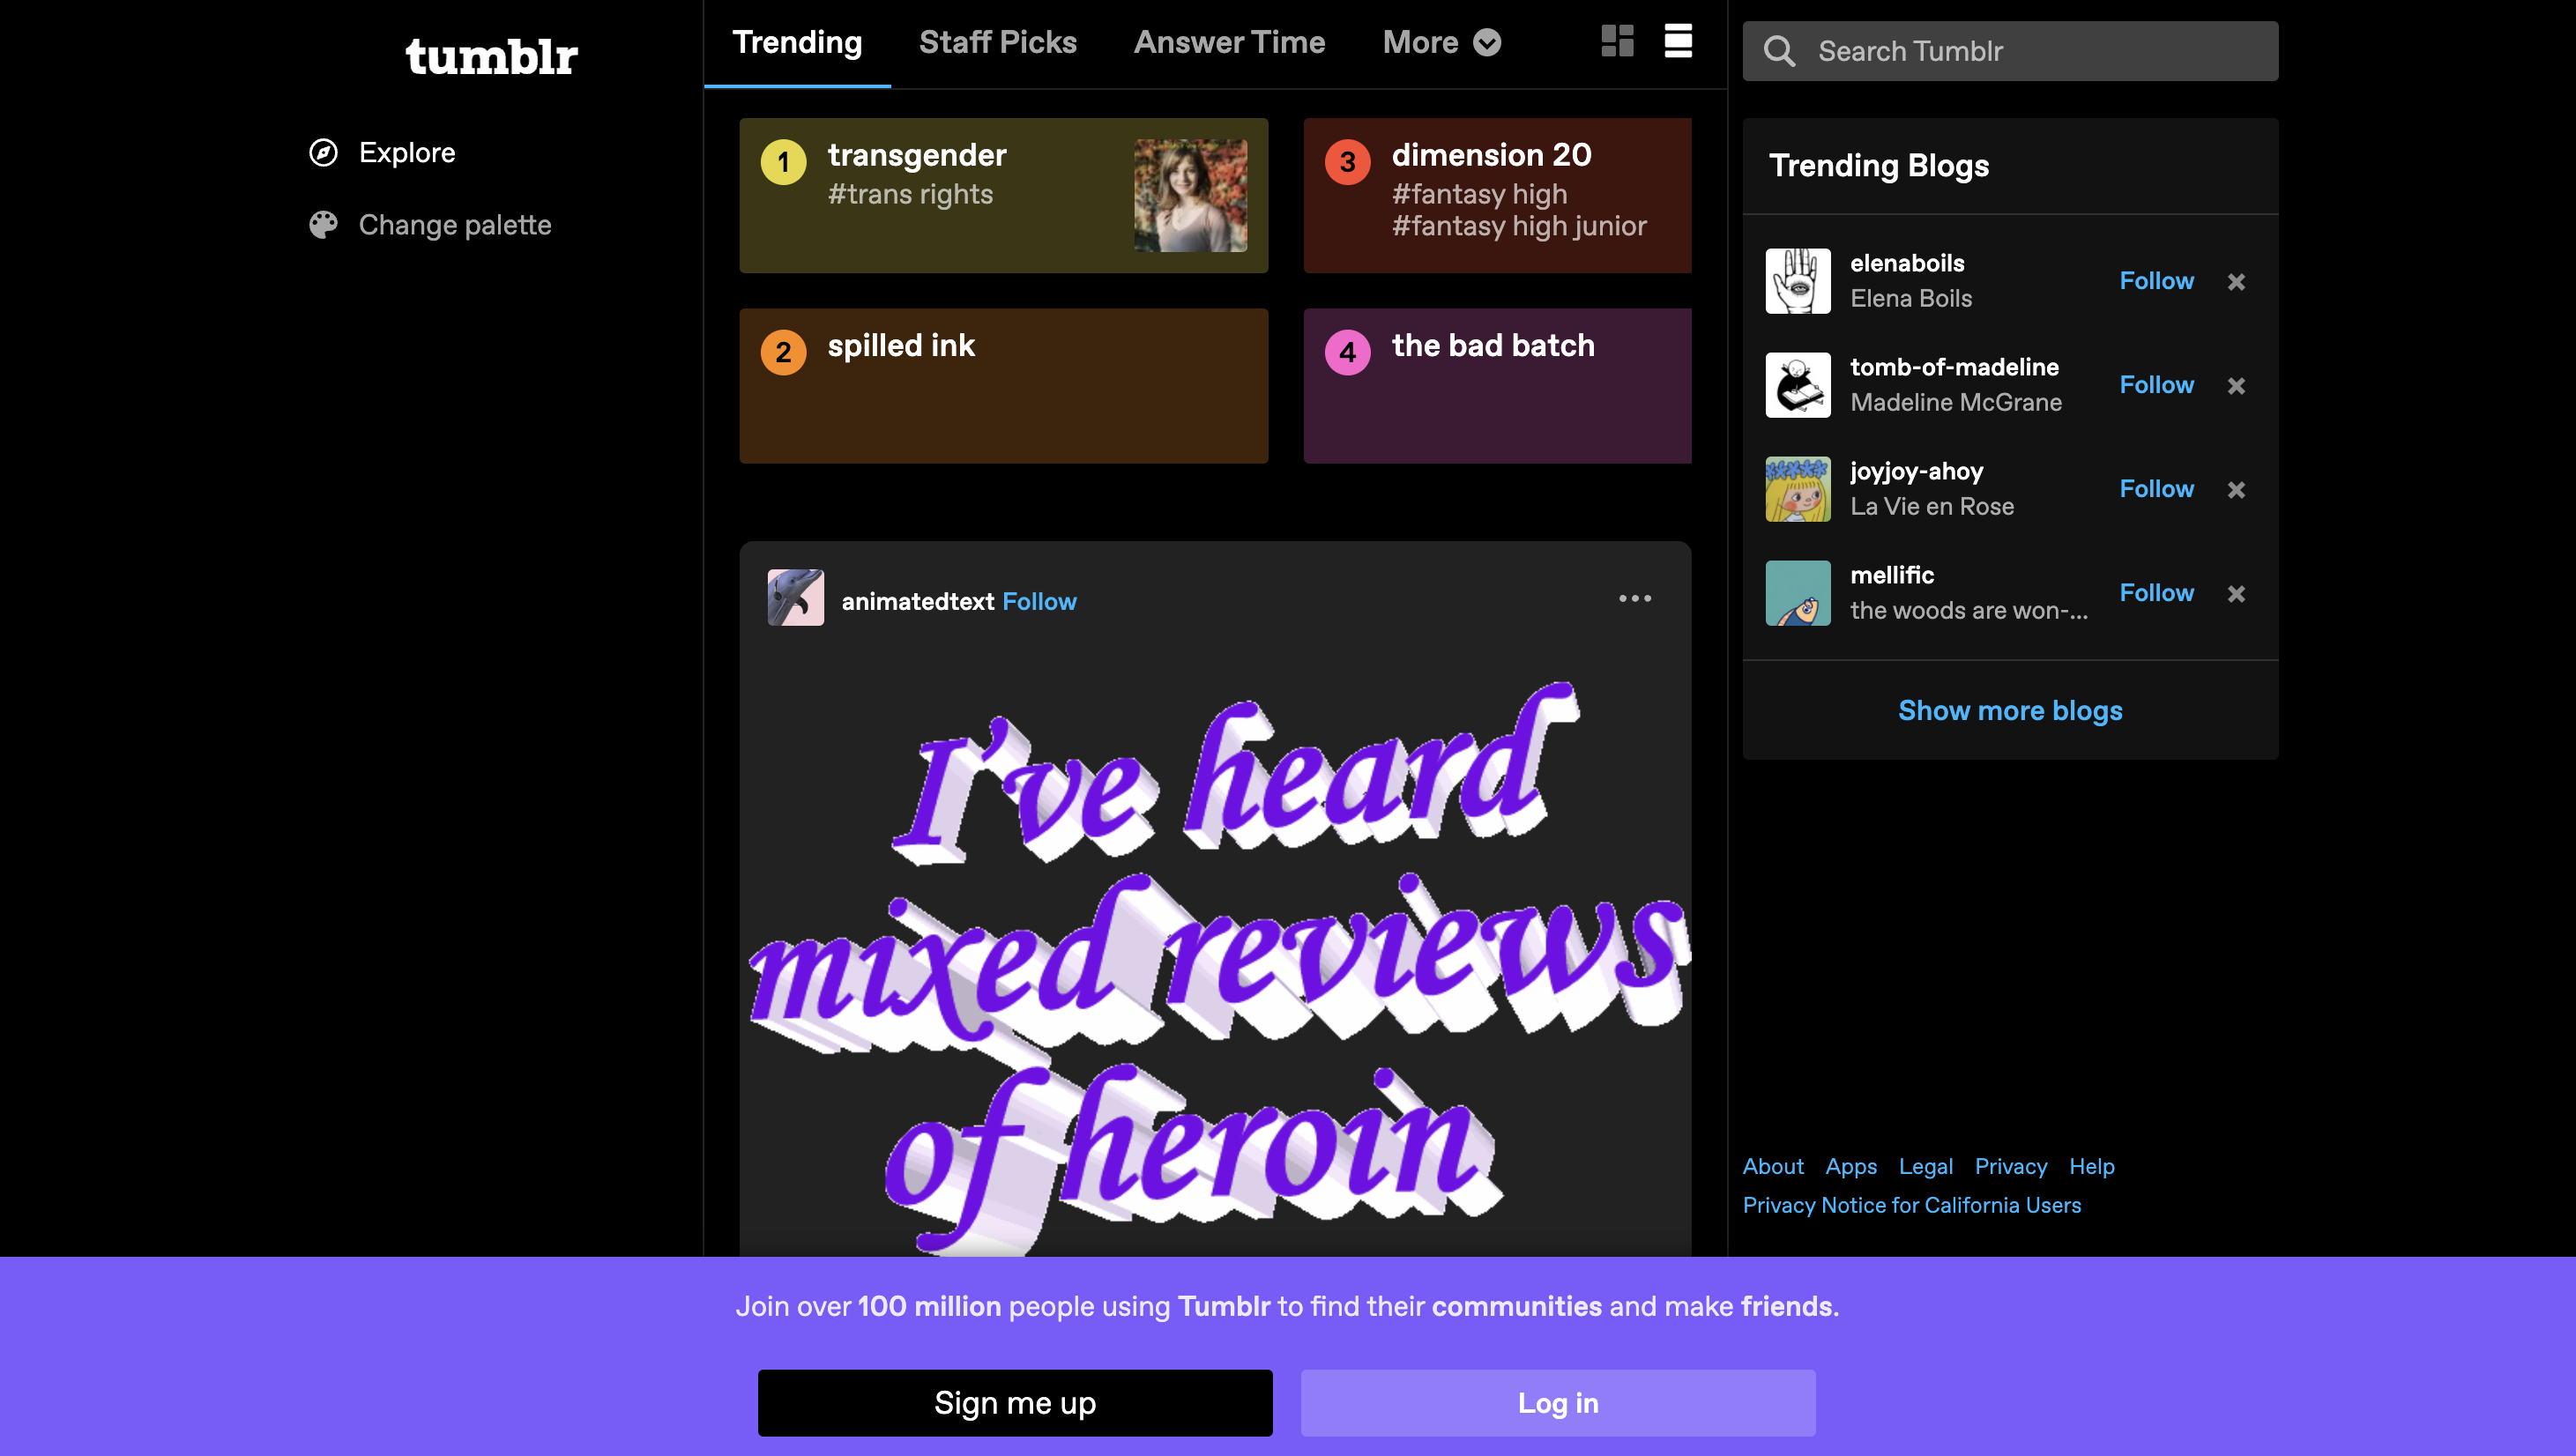 tumblr
Explore
Change palette
Trending
Staff Picks
Answer Time
More
1
transgender
#trans rights
3
dimension 20
#fantasy high
#fantasy high junior
2
spilled ink
4
the bad batch
animatedtext Follow
I've heard
mixed reviews
of heroin
Search Tumblr
Trending Blogs
elenaboils
Elena Boils
Follow
tomb-of-madeline
Madeline McGrane
Follow
joyjoy-ahoy
La Vie en Rose
Follow
mellific
the woods are won-...
Follow
Show more blogs
About Apps Legal Privacy Help
Privacy Notice for California Users
Join over 100 million people using Tumblr to find their communities and make friends.
Sign me up
Log in